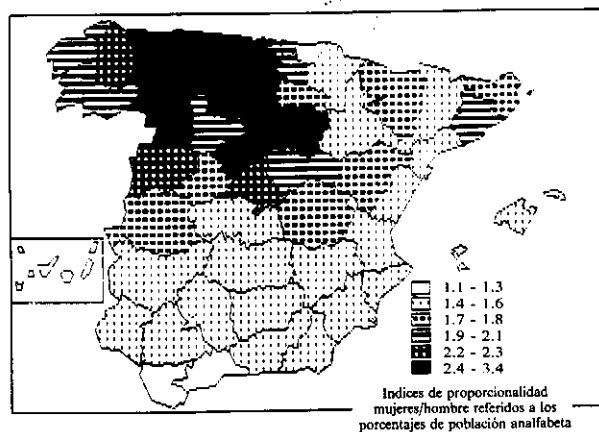 1.1 - 1.3
1.4 - 1.6
1.7 - 1.8
1.9 - 2.1
2.2 - 2.3
2.4 - 3.4
Indices de proporcionalidad
mujeres/hombre referidos a los
porcentajes de población analfabeta